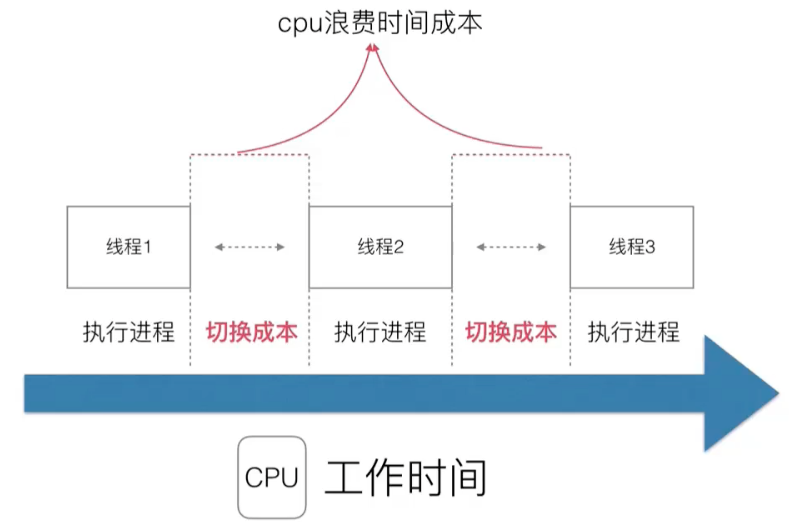 cpu浪费时间成本
线程1
线程2
线程3
执行进程
切换成本
执行进程
切换成本
执行进程
CPU
工作时间